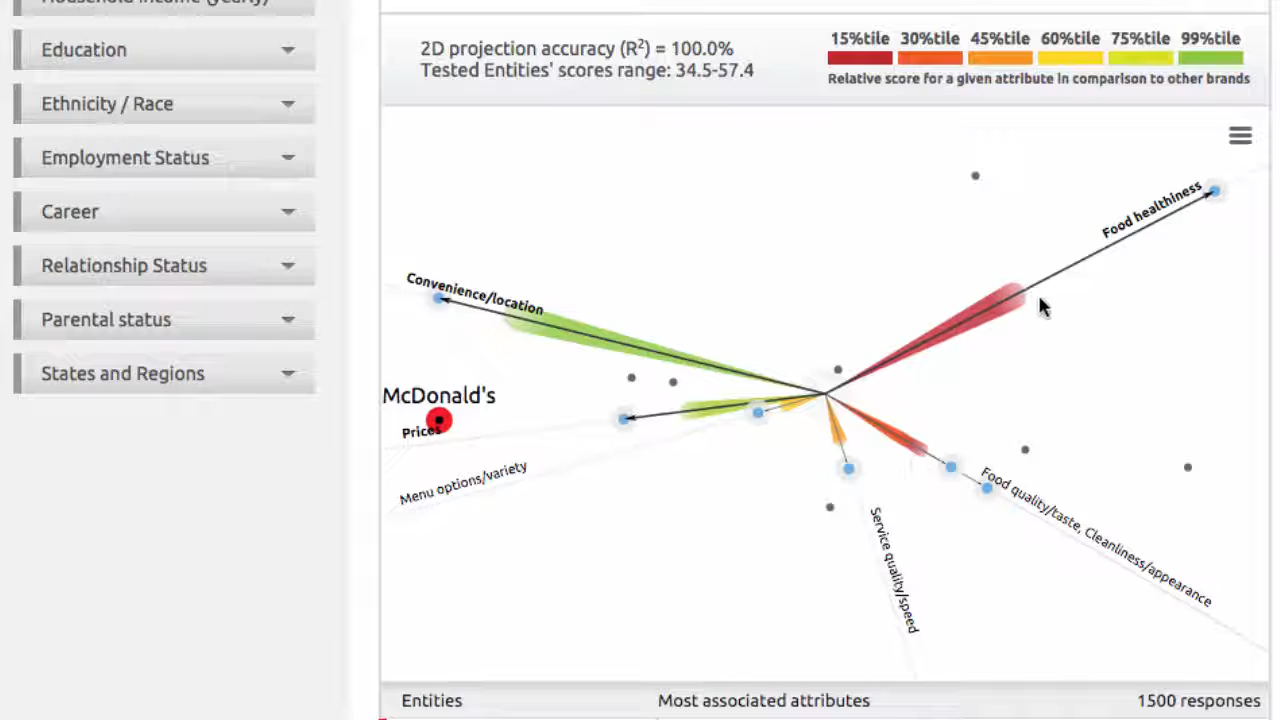 Household Income (yearly)
Education
Ethnicity / Race
Employment Status
Career
Relationship Status
Parental status
States and Regions
2D projection accuracy (R²) = 100.0%
Tested Entities' scores range: 34.5-57.4
15%tile 30%tile 45%tile 60%tile 75%tile 99%tile
Relative score for a given attribute in comparison to other brands
Food healthiness
Convenience/location
McDonald's
Prices
Menu options/variety
Service quality/speed
Food quality/taste, Cleanliness/appearance
Entities Most associated attributes 1500 responses